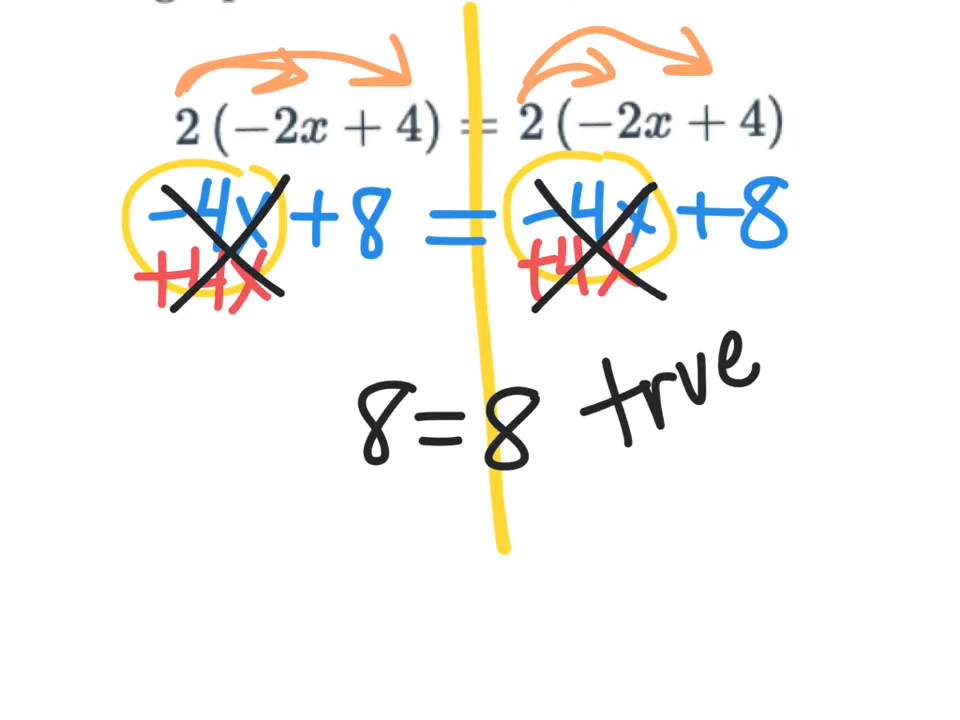 2(−2x + 4) = 2(−2x + 4)
-4x + 8 = -4x + 8
+4x +4x
8 = 8 true